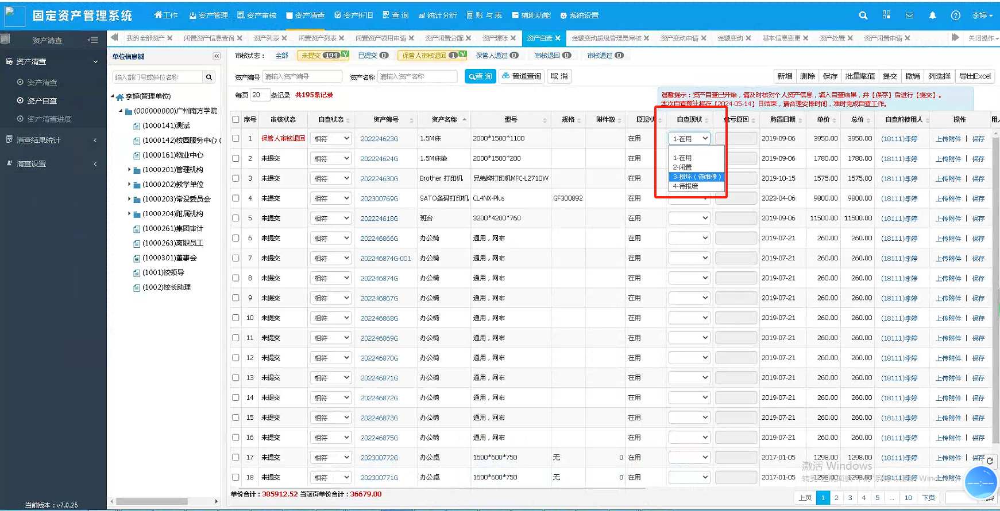 固定资产管理系统 工作 资产管理 资产审核 资产清查 资产折旧 查 询 统计分析 账 与 表 辅助功能 系统设置 李婷
资产清查 我的全部资产 闲置资产信息查询 资产列表 闲置资产列表 闲置资产领用申请 资产闲置分配 资产建账 资产自查 金额变动超级管理员审核 资产变动申请 金额变动 基本信息变更 资产处置 资产闲置申请 关闭操作
资产清查
资产清查
资产自查
资产清查进度
清查结果统计
清查设置
当前版本：v7.0.26
单位信息树
输入部门号或单位名称
李婷(管理单位)
(000000000)广州南方学院
(1000141)测试
(1000142)校园服务中心 (
(1000161)物业中心
(1000201)管理机构
(1000202)教学单位
(1000203)常设委员会
(1000204)附属机构
(1000261)集团审计
(1000263)离职员工
(1000301)董事会
(1001)校领导
(1002)校长助理
审核状态： 全部 未提交 194 已提交 0 保管人审核退回 1 保管人通过 0 审核退回 0 审核通过 0
资产编号 请输入资产编号 资产名称 请输入资产名称 查 询 普通查询 取 消 新增 删除 保存 批量赋值 提交 撤销 列选择 导出Excel
每页 20 条记录 共195条记录
温馨提示：资产自查已开始，请及时核对个人资产信息，填入自查结果，并【保存】后进行【提交】。
本次自查预计将在【2024-05-14】日结束，请合理安排时间，准时完成自查工作。
序号 审核状态 自查状态 资产编号 资产名称 型号 规格 附件数 原现状 自查现状 盘亏原因 购置日期 单价 总价 自查前使用人 操作 用
1 保管人审核退回 相符 202224623G 1.5M床 2000*1500*1100 在用 1-在用 2019-09-06 3950.00 3950.00 (18111)李婷 上传附件 | 保存
1-在用
2-闲置
3-损坏（待维修）
4-待报废
2 未提交 相符 202224624G 1.5M床垫 2000*1500*200 在用 2019-09-06 1780.00 1780.00 (18111)李婷 上传附件 | 保存
3 未提交 相符 202224630G Brother 打印机 兄弟牌打印机MFC-L2710W 在用 2019-10-15 1575.00 1575.00 (18111)李婷 上传附件 | 保存
4 未提交 相符 202300769G SATO条码打印机 CL4NX-Plus GF300892 在用 2023-04-06 9800.00 9800.00 (18111)李婷 上传附件 | 保存
5 未提交 相符 202224618G 班台 3200*4200*760 在用 2019-09-06 11500.00 11500.00 (18111)李婷 上传附件 | 保存
6 未提交 相符 202246866G 办公椅 通用，网布 在用 2019-07-21 260.00 260.00 (18111)李婷 上传附件 | 保存
7 未提交 相符 202246874G-001 办公椅 通用，网布 在用 2019-07-21 260.00 260.00 (18111)李婷 上传附件 | 保存
8 未提交 相符 202246874G 办公椅 通用，网布 在用 2019-07-21 260.00 260.00 (18111)李婷 上传附件 | 保存
9 未提交 相符 202246867G 办公椅 通用，网布 在用 2019-07-21 260.00 260.00 (18111)李婷 上传附件 | 保存
10 未提交 相符 202246868G 办公椅 通用，网布 在用 2019-07-21 260.00 260.00 (18111)李婷 上传附件 | 保存
11 未提交 相符 202246869G 办公椅 通用，网布 在用 2019-07-21 260.00 260.00 (18111)李婷 上传附件 | 保存
12 未提交 相符 202246870G 办公椅 通用，网布 在用 2019-07-21 260.00 260.00 (18111)李婷 上传附件 | 保存
13 未提交 相符 202246871G 办公椅 通用，网布 在用 2019-07-21 260.00 260.00 (18111)李婷 上传附件 | 保存
14 未提交 相符 202246872G 办公椅 通用，网布 在用 2019-07-21 260.00 260.00 (18111)李婷 上传附件 | 保存
15 未提交 相符 202246873G 办公椅 通用，网布 在用 2019-07-21 260.00 260.00 (18111)李婷 上传附件 | 保存
16 未提交 相符 202246875G 办公椅 通用，网布 在用 2019-07-21 260.00 260.00 (18111)李婷 上传附件 | 保存
17 未提交 相符 202300772G 办公桌 1600*600*750 无 0 在用 2017-01-05 1298.00 1298.00 (18111)李婷 上传附件 | 保存
激活 Windows
18 未提交 相符 202300771G 办公桌 1600*600*750 无 0 在用 2017-01-05 1298.00 1298.00 (18111)李婷 上传附件
单价合计：385912.52 当前页单价合计：36679.00
上页 1 2 3 4 5 ... 10 下页